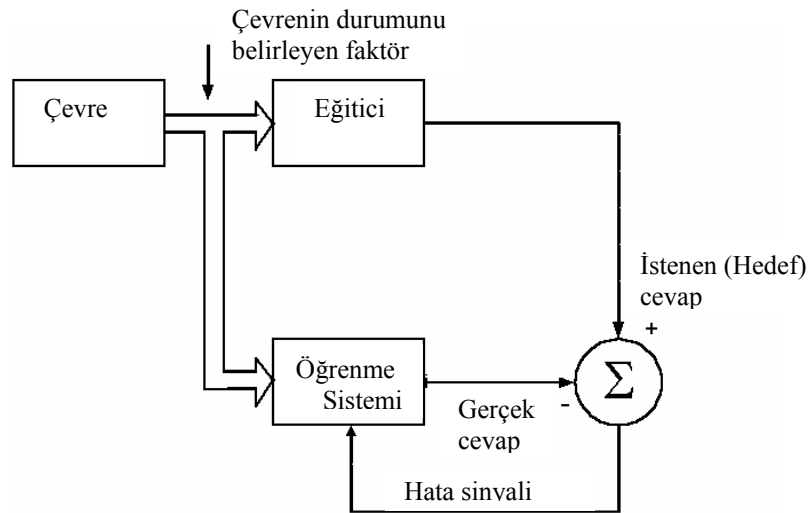 Çevrenin durumunu
belirleyen faktör
Çevre
Eğitici
İstenen (Hedef)
cevap
+
Öğrenme
Sistemi
Σ
-
Gerçek
cevap
Hata sinvali